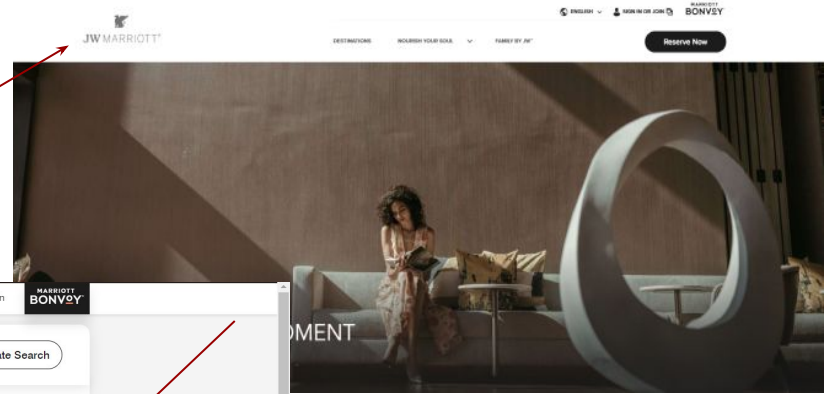 ENGLISH
SIGN IN OR JOIN
MARRIOTT
BONVOY
JW MARRIOTT®
DESTINATIONS
NOURISH YOUR SOUL
FAMILY BY JW™
Reserve Now
n
MARRIOTT
BONVOY
ate Search
OMENT